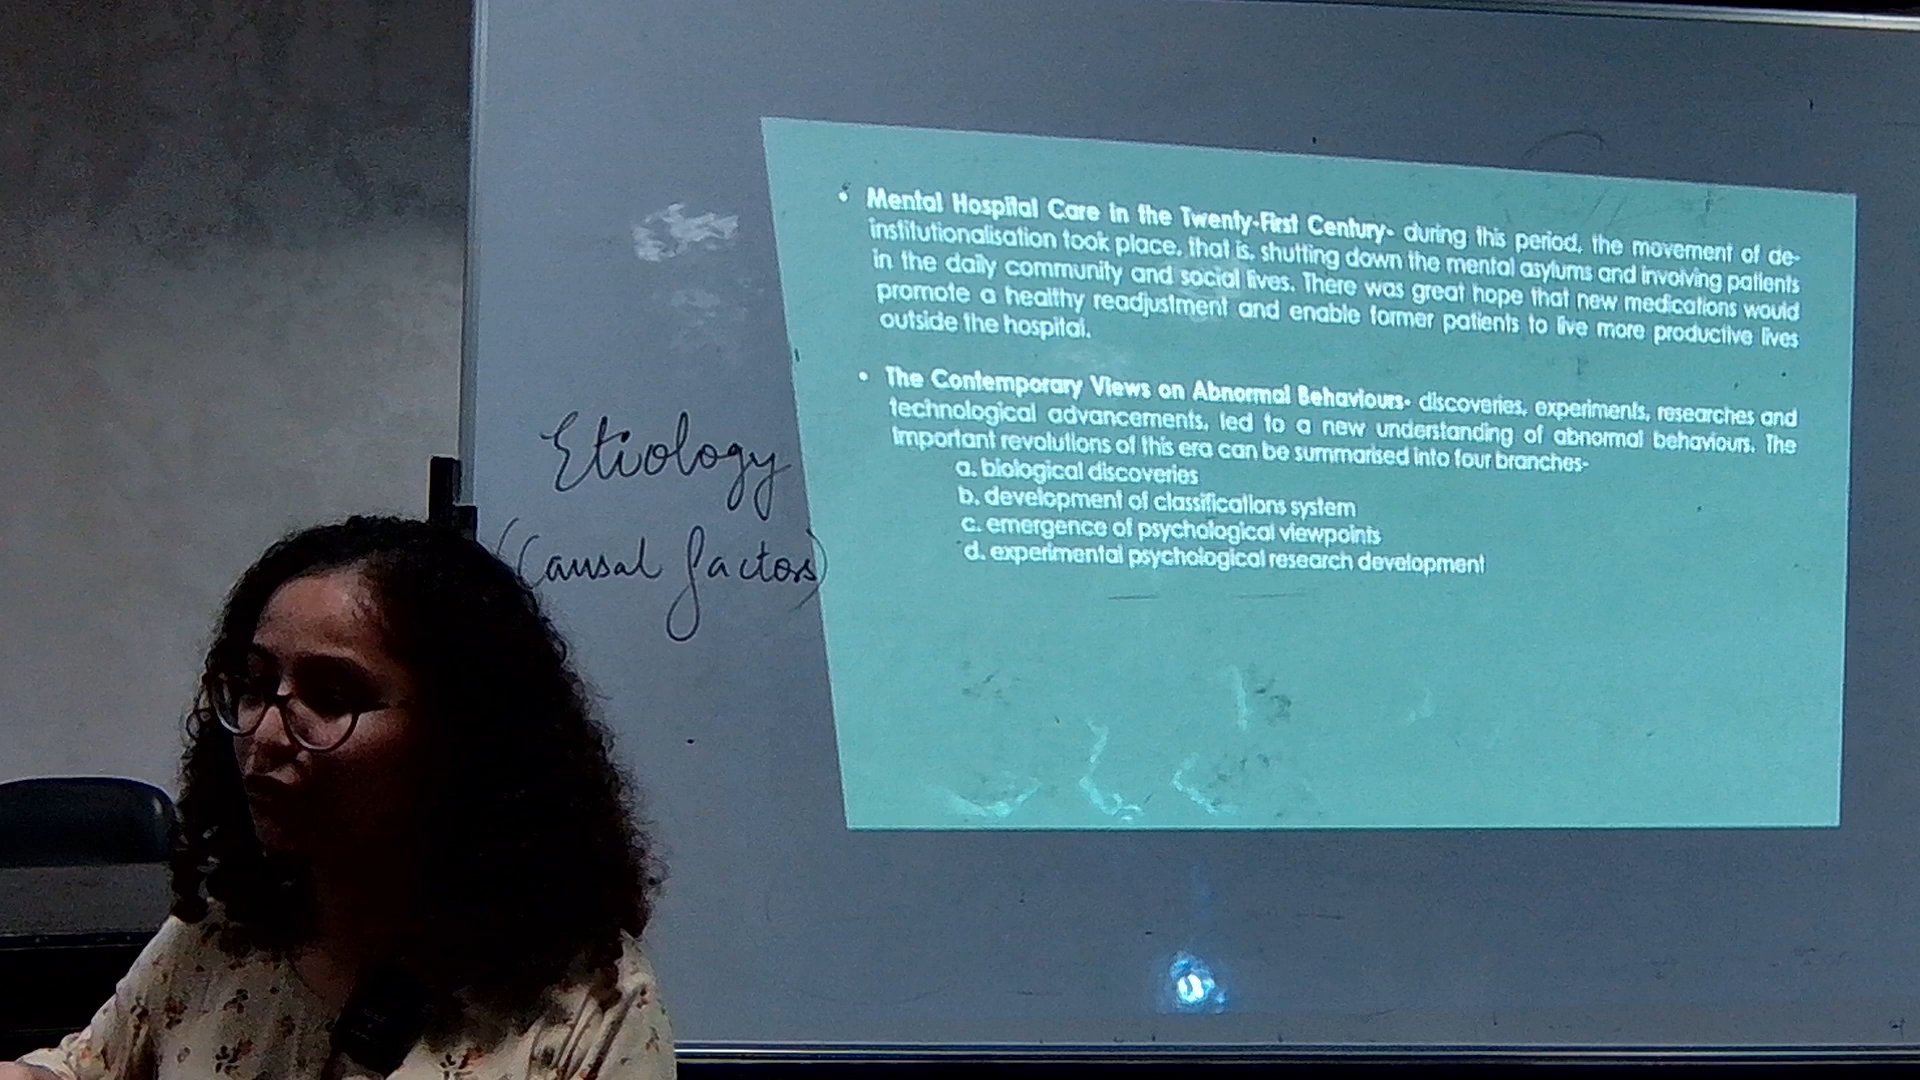 • Mental Hospital Care in the Twenty-First Century- during this period, the movement of de-
institutionalisation took place, that is, shutting down the mental asylums and involving patients
in the daily community and social lives. There was great hope that new medications would
promote a healthy readjustment and enable former patients to live more productive lives
outside the hospital.
• The Contemporary Views on Abnormal Behaviours- discoveries, experiments, researches and
technological advancements, led to a new understanding of abnormal behaviours. The
important revolutions of this era can be summarised into four branches-
a. biological discoveries
b. development of classifications system
c. emergence of psychological viewpoints
d. experimental psychological research development
Etiology
(Causal factors)